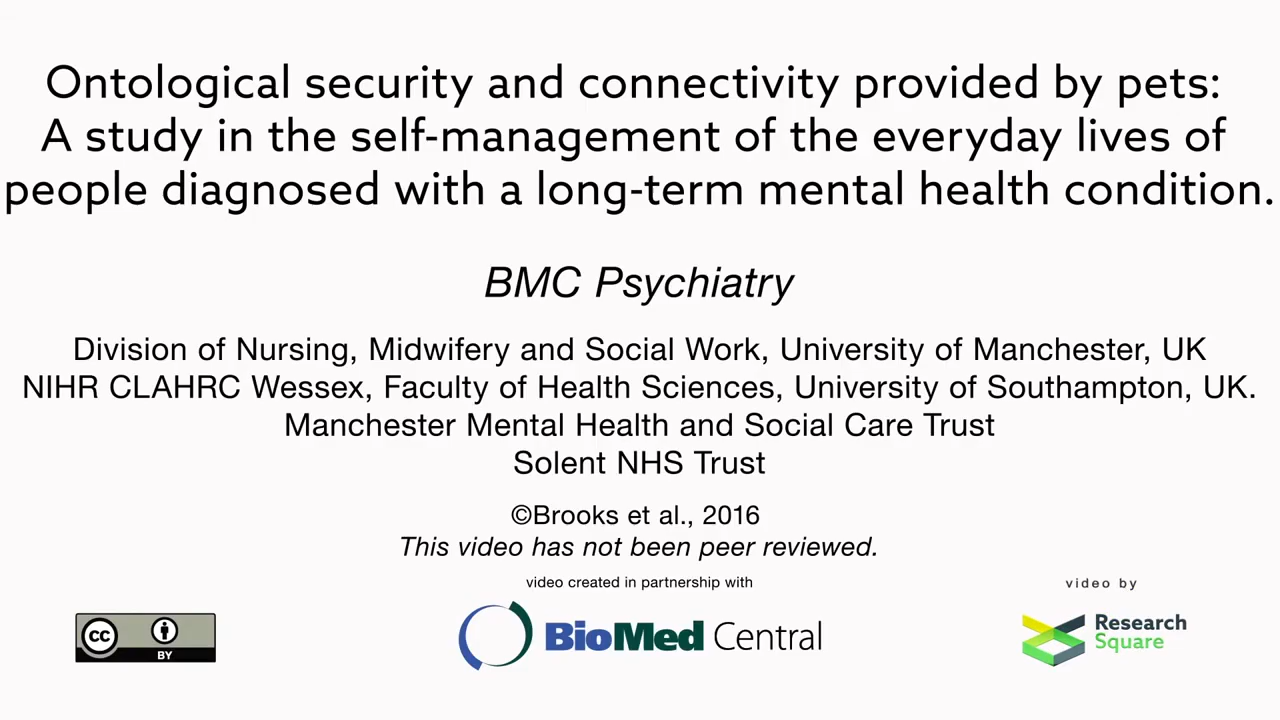 Ontological security and connectivity provided by pets:
A study in the self-management of the everyday lives of
people diagnosed with a long-term mental health condition.
BMC Psychiatry
Division of Nursing, Midwifery and Social Work, University of Manchester, UK
NIHR CLAHRC Wessex, Faculty of Health Sciences, University of Southampton, UK.
Manchester Mental Health and Social Care Trust
Solent NHS Trust
©Brooks et al., 2016
This video has not been peer reviewed.
video created in partnership with
video by
cc
BY
BioMed Central
Research
Square